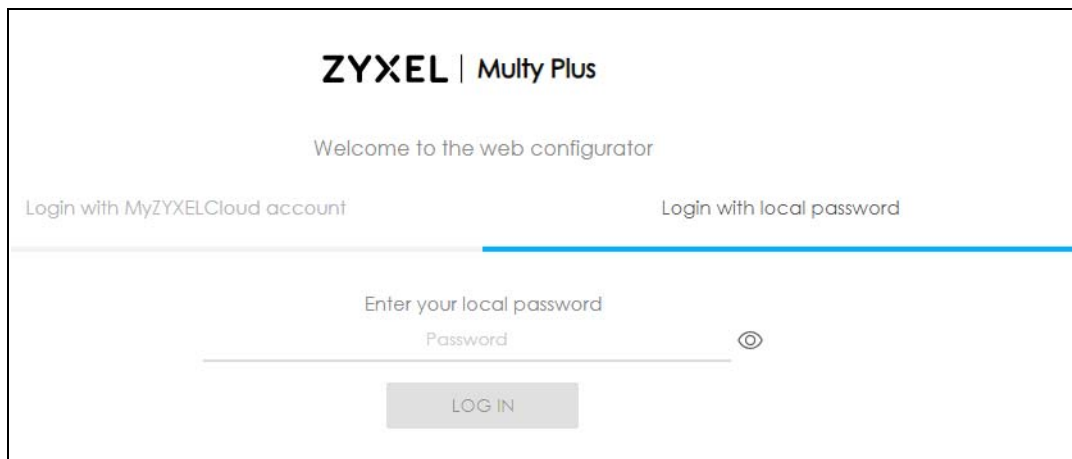 ZYXEL | Multy Plus
Welcome to the web configurator
Login with MyZYXELCloud account
Login with local password
Enter your local password
Password
LOG IN